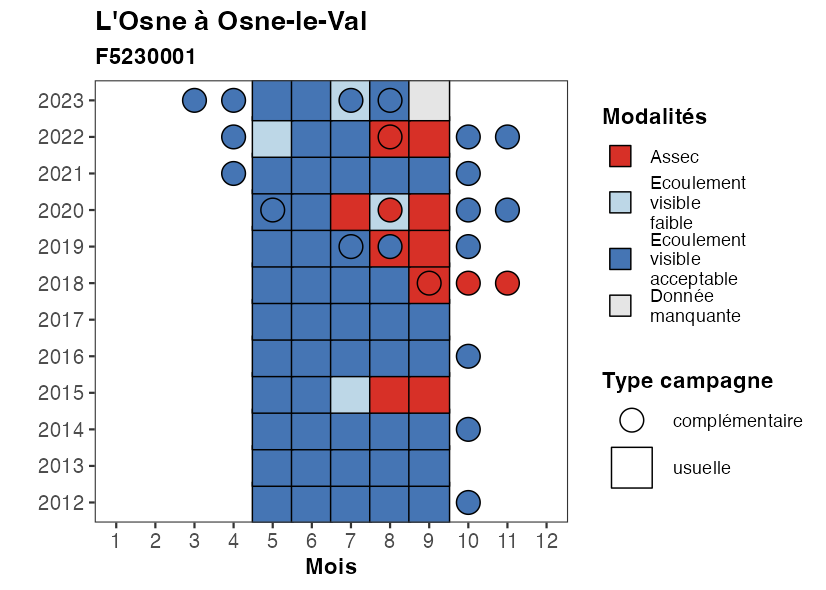 L'Osne à Osne-le-Val
F5230001
2023
2022
2021
2020
2019
2018
2017
2016
2015
2014
2013
2012
1 2 3 4 5 6 7 8 9 10 11 12
Mois
Modalités
Assec
Ecoulement
visible
faible
Ecoulement
visible
acceptable
Donnée
manquante
Type campagne
complémentaire
usuelle